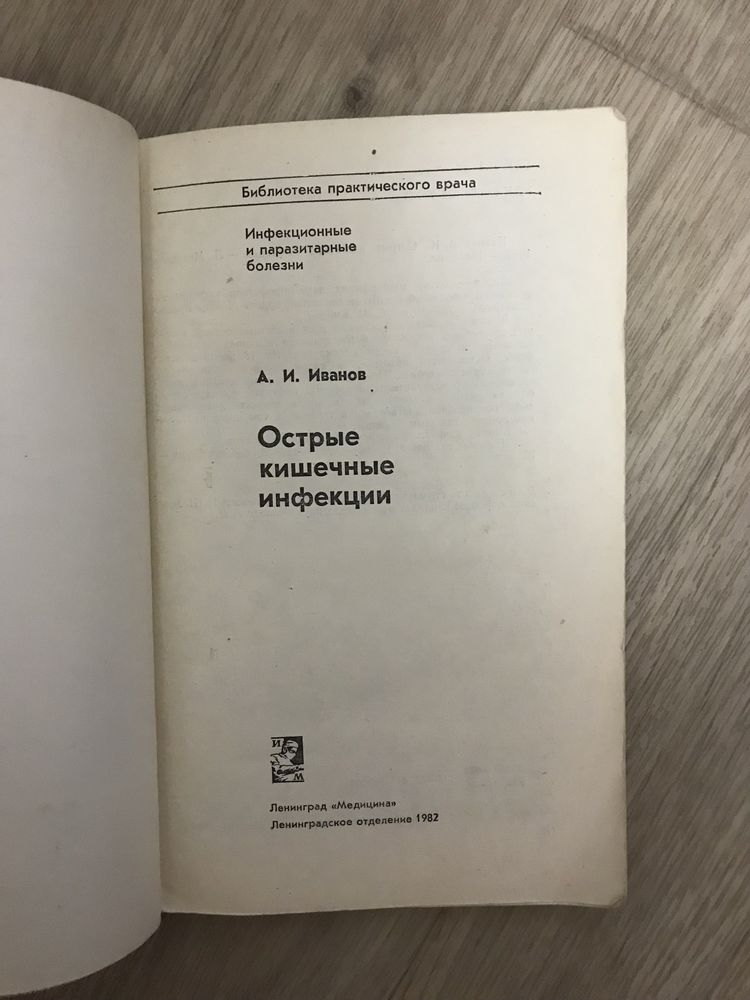 Библиотека практического врача
Инфекционные
и паразитарные
болезни
А. И. Иванов
Острые
кишечные
инфекции
И
М
Ленинград «Медицина»
Ленинградское отделение 1982